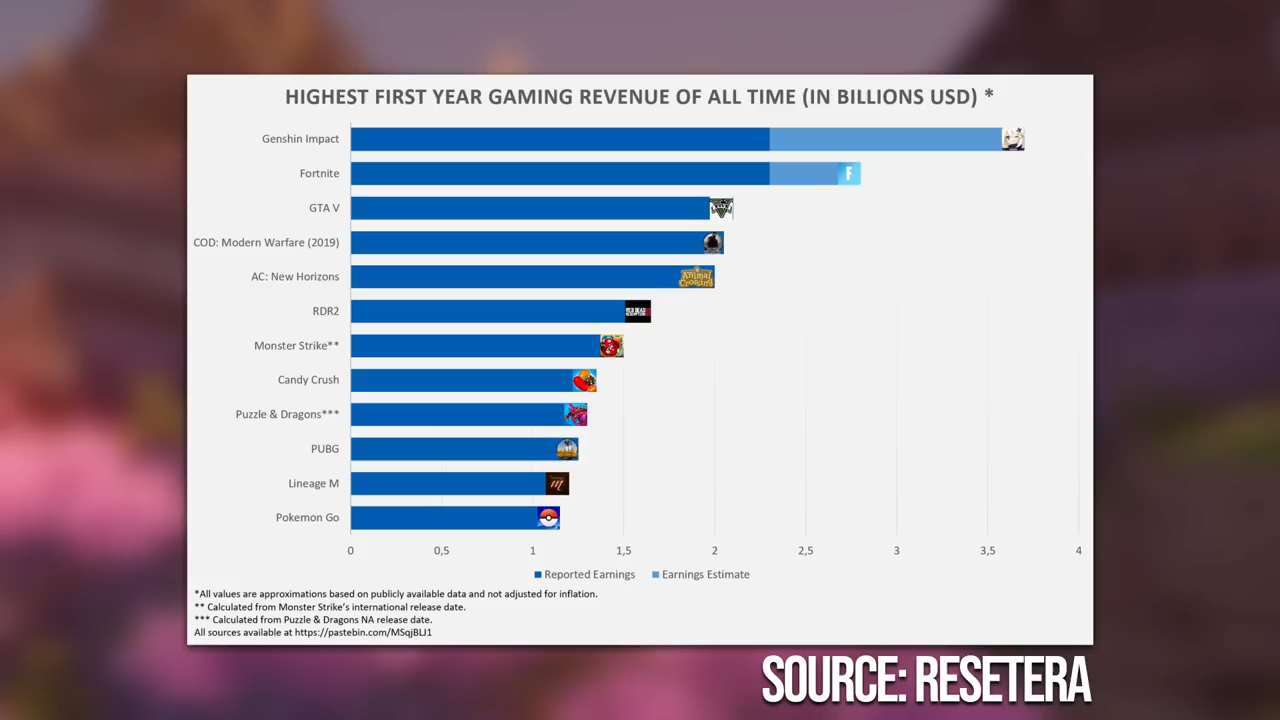 HIGHEST FIRST YEAR GAMING REVENUE OF ALL TIME (IN BILLIONS USD) *
Genshin Impact
Fortnite
F
GTA V
COD: Modern Warfare (2019)
AC: New Horizons
Animal
Crossing
RDR2
Monster Strike**
Candy Crush
Puzzle & Dragons***
PUBG
Lineage M
Pokemon Go
0 0,5 1 1,5 2 2,5 3 3,5 4
Reported Earnings Earnings Estimate
*All values are approximations based on publicly available data and not adjusted for inflation.
** Calculated from Monster Strike's international release date.
*** Calculated from Puzzle & Dragons NA release date.
All sources available at https://pastebin.com/MSqjBLJ1
SOURCE: RESETERA